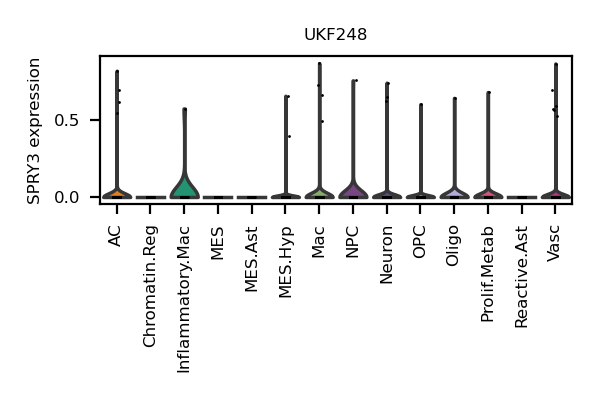 UKF248
SPRY3 expression
0.5
0.0
AC
Chromatin.Reg
Inflammatory.Mac
MES
MES.Ast
MES.Hyp
Mac
NPC
Neuron
OPC
Oligo
Prolif.Metab
Reactive.Ast
Vasc